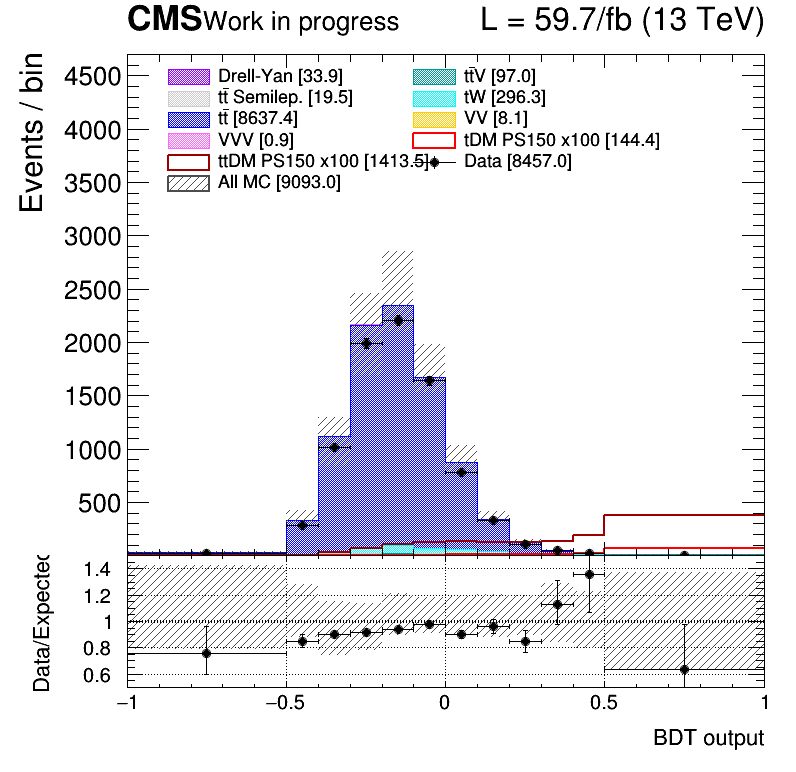 CMS Work in progress L = 59.7/fb (13 TeV)
Events / bin
4500
4000
3500
3000
2500
2000
1500
1000
500
Drell-Yan [33.9] tt̄V [97.0]
tt̄ Semilep. [19.5] tW [296.3]
tt̄ [8637.4] VV [8.1]
VVV [0.9] tDM PS150 x100 [144.4]
ttDM PS150 x100 [1413.5] Data [8457.0]
All MC [9093.0]
Data/Expected
1.4
1.2
1
0.8
0.6
−1 −0.5 0 0.5 1
BDT output